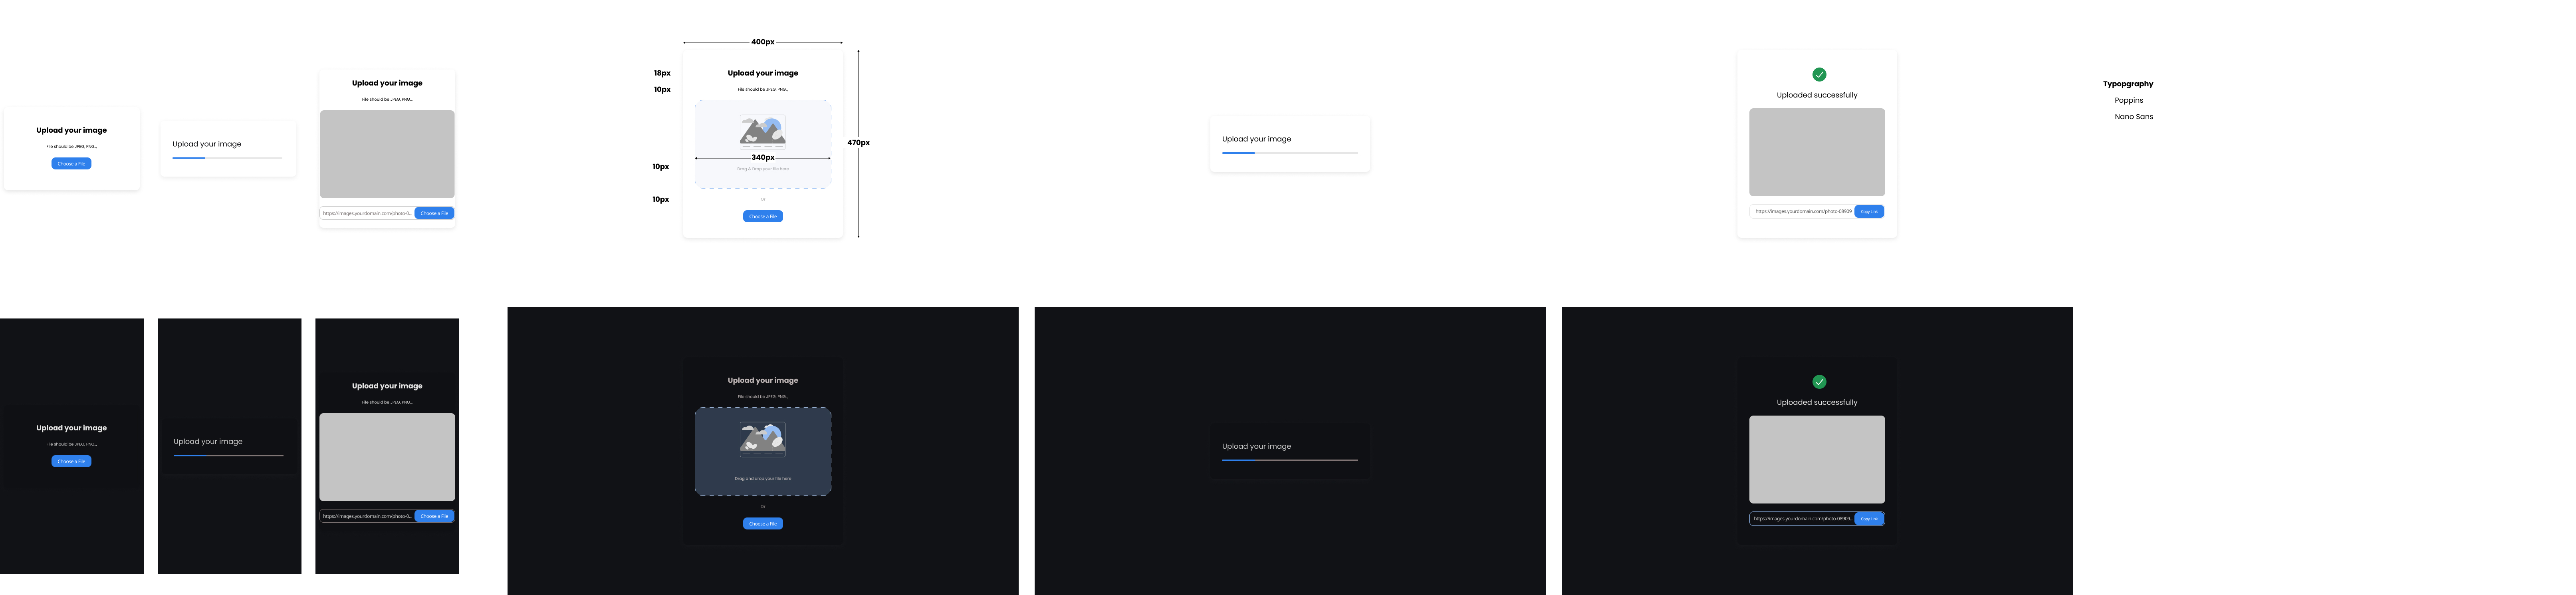 Upload your image
File should be JPEG, PNG...
Choose a File
Upload your image
Upload your image
File should be JPEG, PNG...
https://images.yourdomain.com/photo-0...
Choose a File
400px
18px
Upload your image
10px
File should be JPEG, PNG...
470px
340px
10px
Drag & Drop your file here
10px
Or
Choose a File
Upload your image
Uploaded successfully
https://images.yourdomain.com/photo-08909
Copy Link
Typopgraphy
Poppins
Nano Sans
Upload your image
File should be JPEG, PNG...
Choose a File
Upload your image
Upload your image
File should be JPEG, PNG...
https://images.yourdomain.com/photo-0...
Choose a File
Upload your image
File should be JPEG, PNG...
Drag and drop your file here
Or
Choose a File
Upload your image
Uploaded successfully
https://images.yourdomain.com/photo-08909...
Copy Link